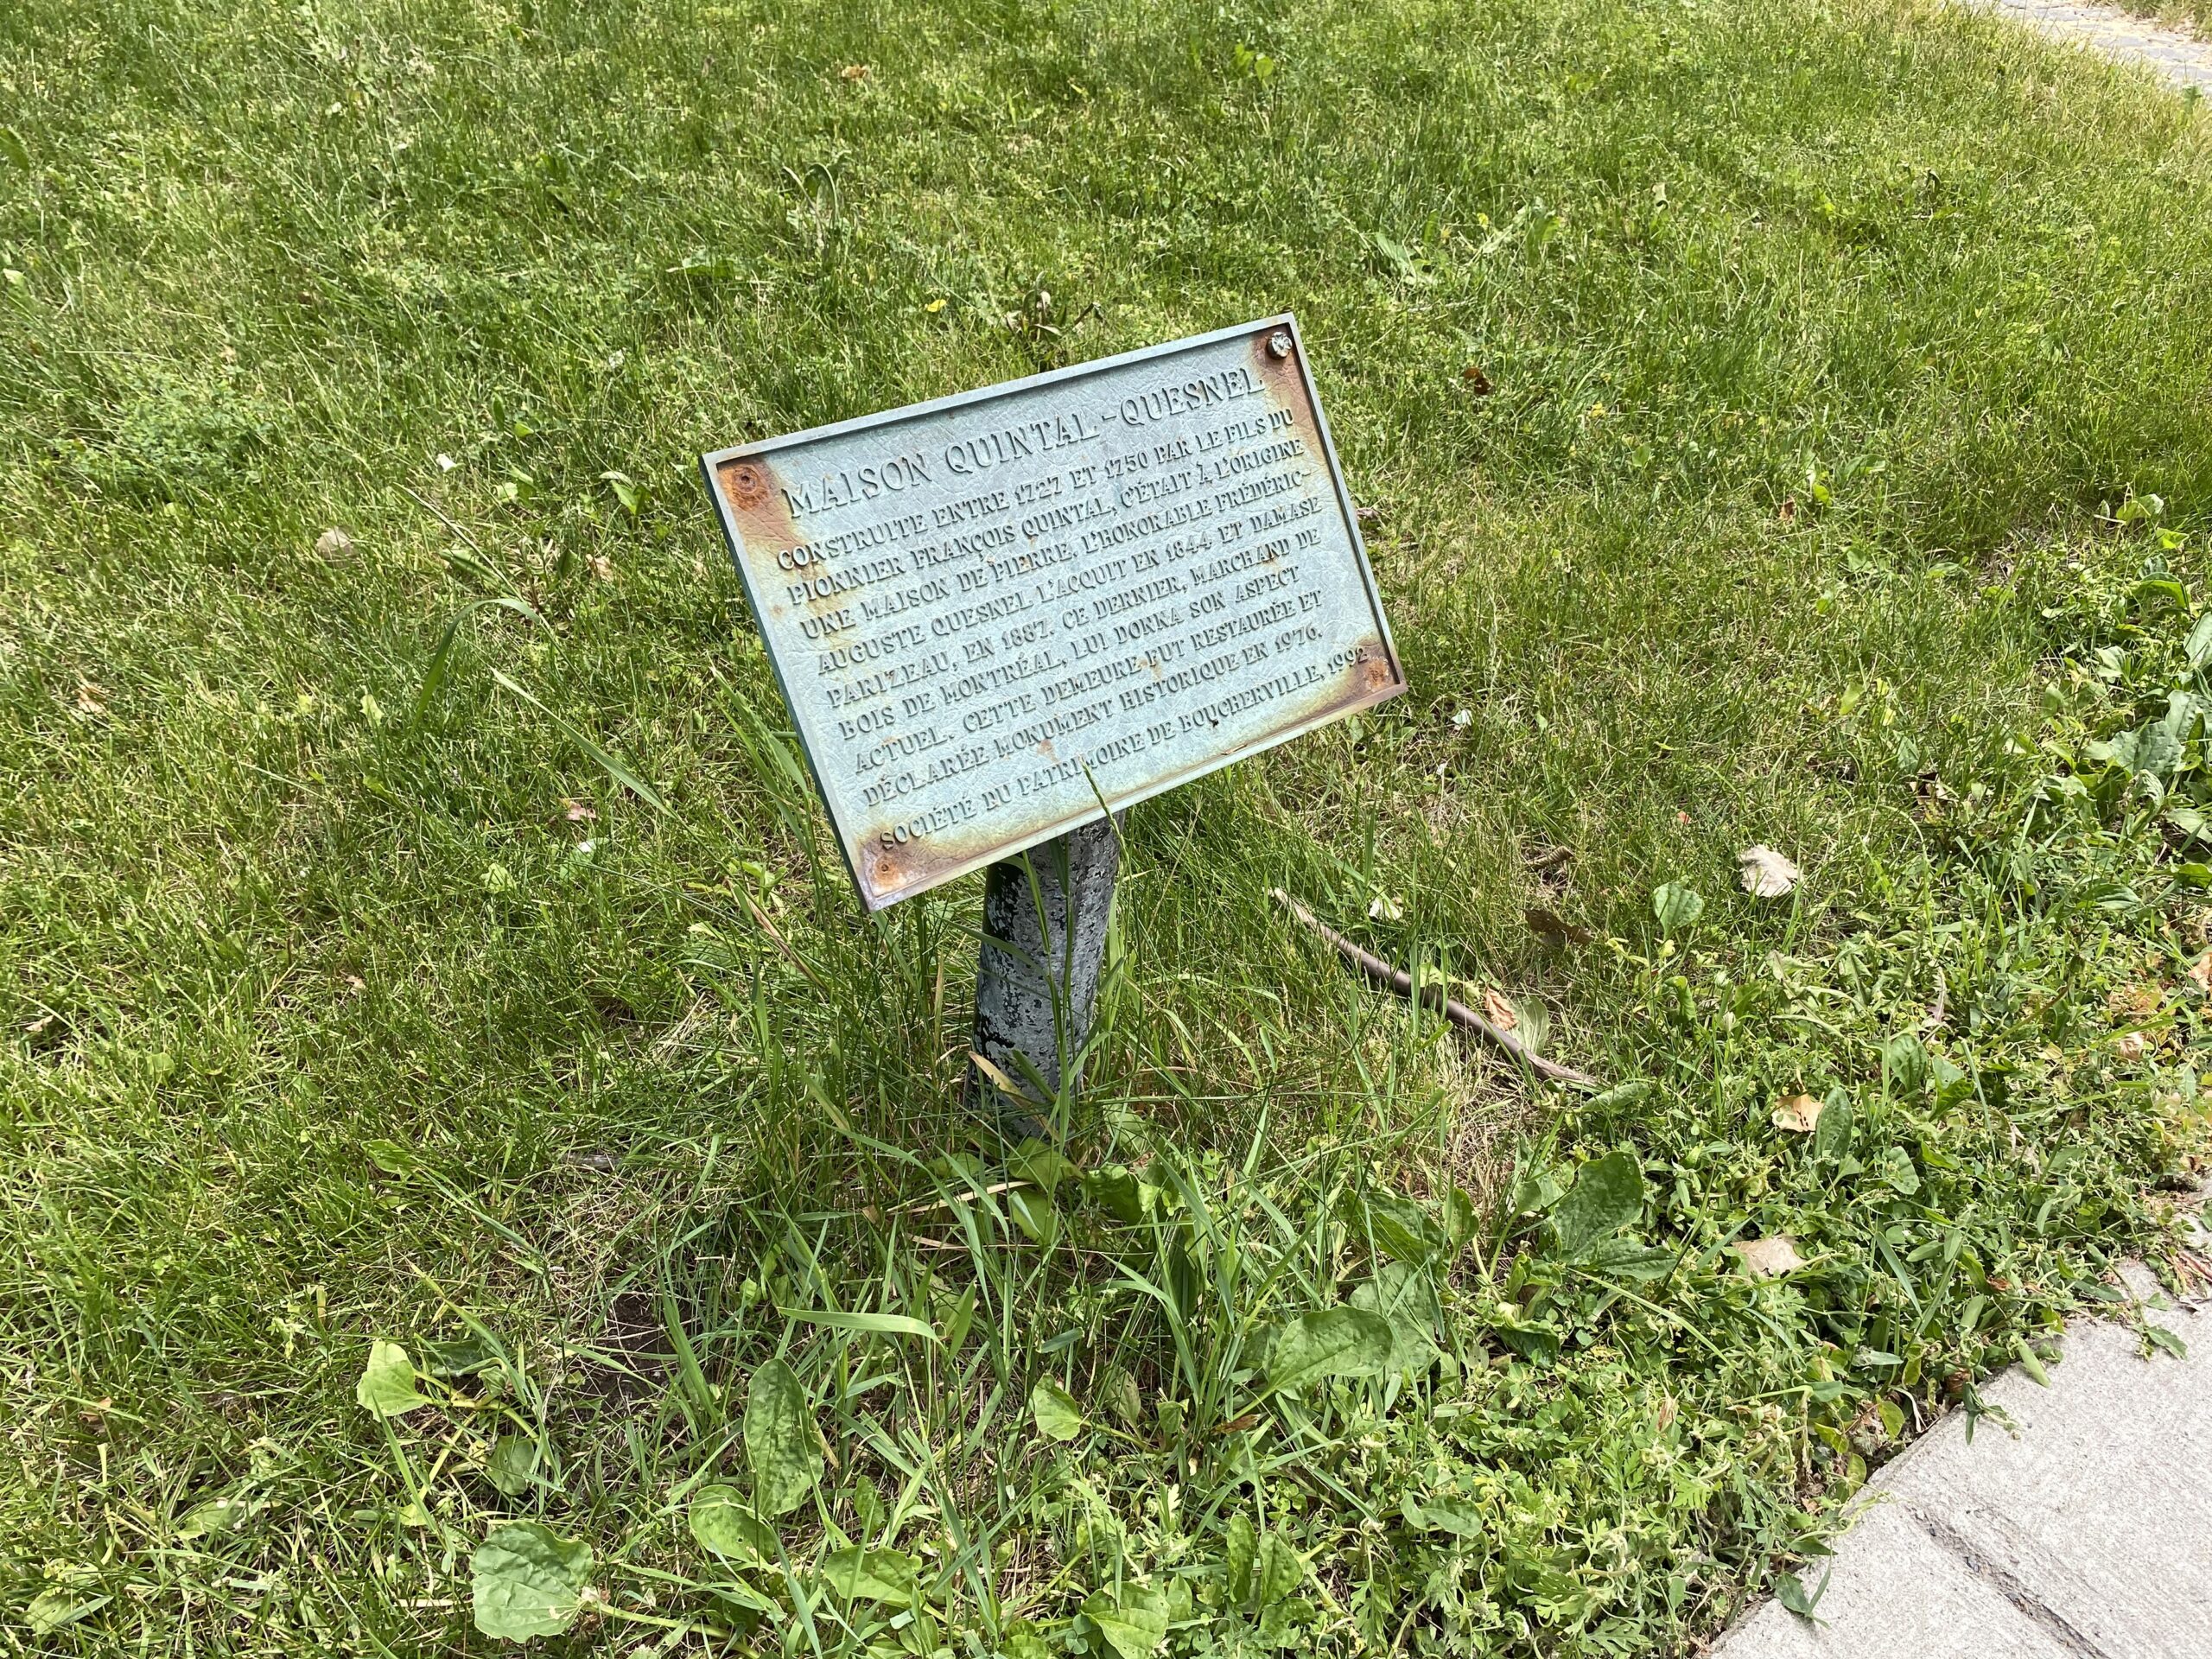 MAISON QUINTAL-QUESNEL
CONSTRUITE ENTRE 1727 ET 1750 PAR LE FILS DU
PIONNIER FRANÇOIS QUINTAL, C'ÉTAIT À L'ORIGINE
UNE MAISON DE PIERRE. L'HONORABLE FRÉDÉRIC-
AUGUSTE QUESNEL L'ACQUIT EN 1844 ET DAMASE
PARIZEAU, EN 1887. CE DERNIER, MARCHAND DE
BOIS DE MONTRÉAL, LUI DONNA SON ASPECT
ACTUEL. CETTE DEMEURE FUT RESTAURÉE ET
DÉCLARÉE MONUMENT HISTORIQUE EN 1976.
SOCIÉTÉ DU PATRIMOINE DE BOUCHERVILLE, 1992